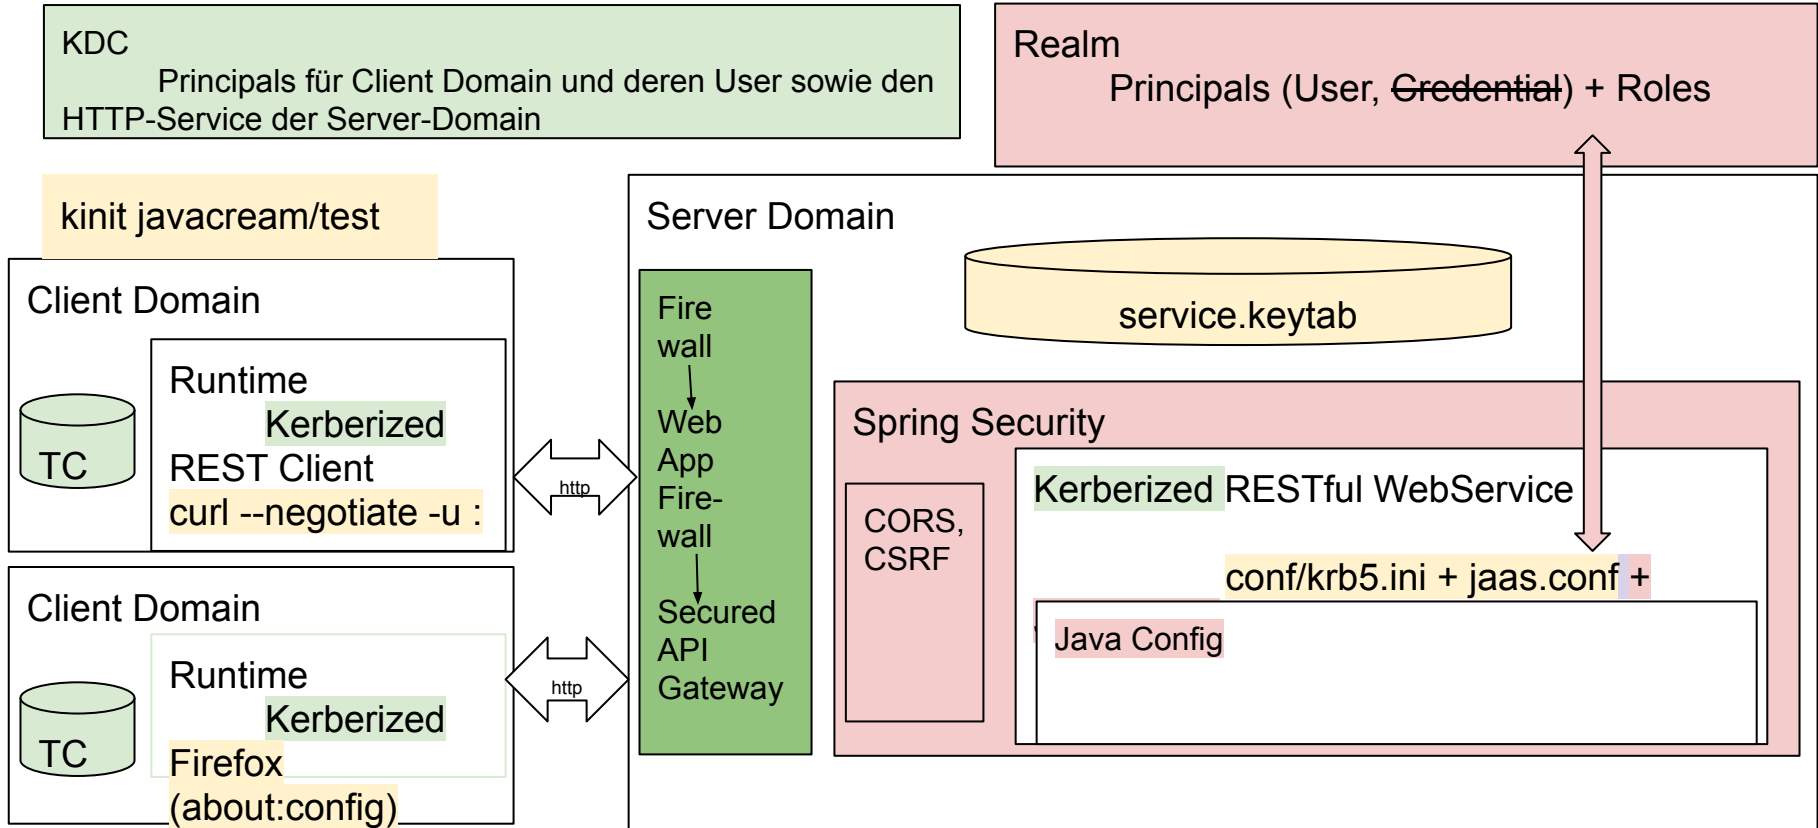 KDC
Principals für Client Domain und deren User sowie den
HTTP-Service der Server-Domain
Realm
Principals (User, Credential) + Roles
kinit javacream/test
Client Domain
TC
Runtime
Kerberized
REST Client
curl --negotiate -u :
http
Client Domain
TC
Runtime
Kerberized
Firefox
(about:config)
http
Server Domain
Fire
wall
Web
App
Fire-
wall
Secured
API
Gateway
service.keytab
Spring Security
CORS,
CSRF
Kerberized RESTful WebService
conf/krb5.ini + jaas.conf +
Java Config